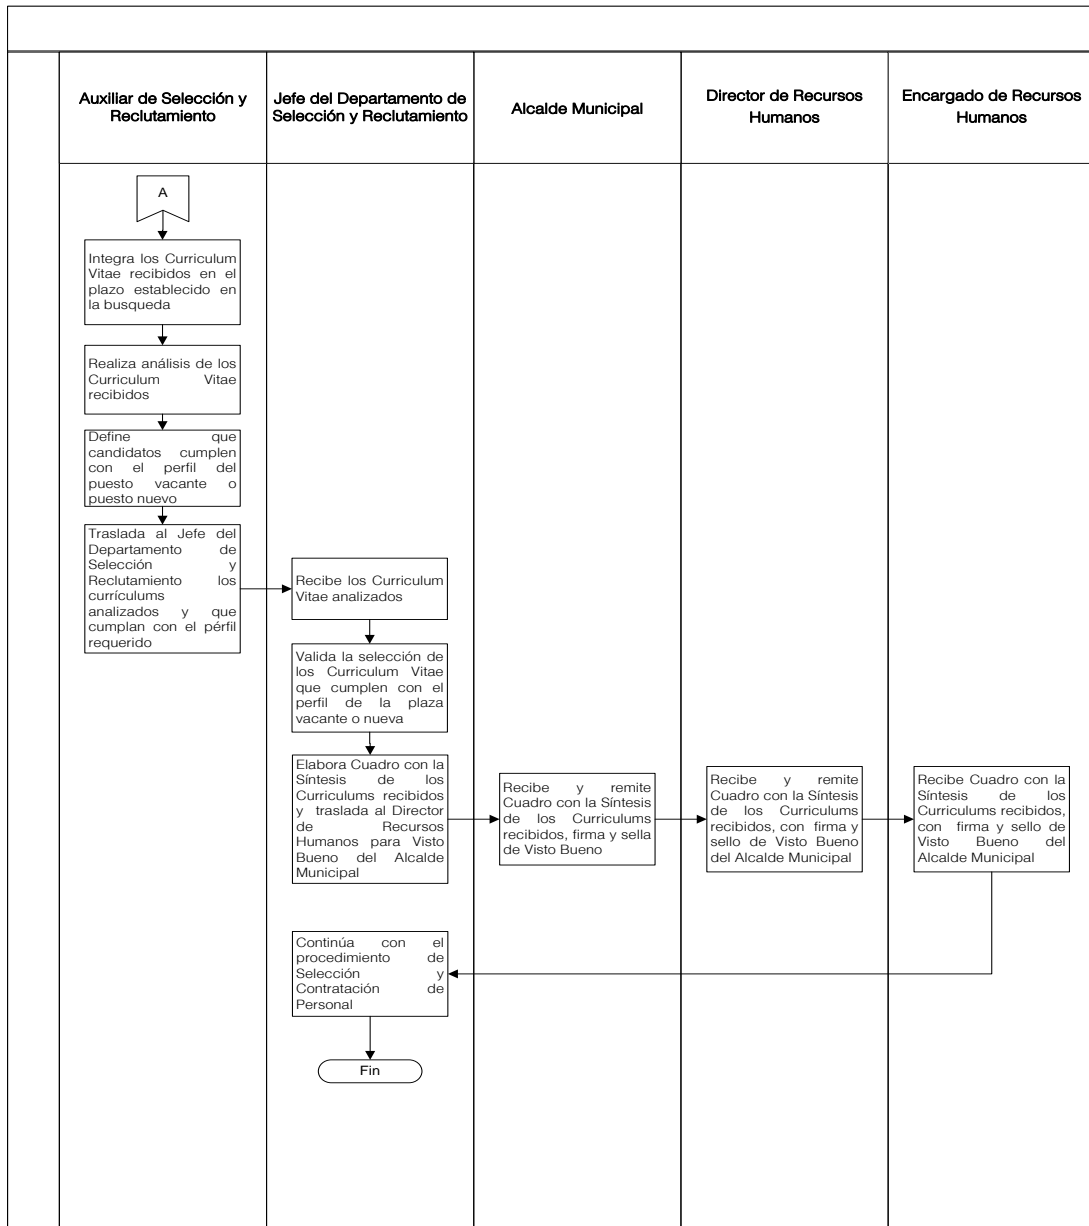 Auxiliar de Selección y
Reclutamiento
Jefe del Departamento de
Selección y Reclutamiento
Alcalde Municipal
Director de Recursos
Humanos
Encargado de Recursos
Humanos
A
Integra los Curriculum
Vitae recibidos en el
plazo establecido en
la busqueda
Realiza análisis de los
Curriculum Vitae
recibidos
Define que
candidatos cumplen
con el perfil del
puesto vacante o
puesto nuevo
Traslada al Jefe del
Departamento de
Selección y
Reclutamiento los
currículums
analizados y que
cumplan con el pérfil
requerido
Recibe los Curriculum
Vitae analizados
Valida la selección de
los Curriculum Vitae
que cumplen con el
perfil de la plaza
vacante o nueva
Elabora Cuadro con la
Síntesis de los
Curriculums recibidos
y traslada al Director
de Recursos
Humanos para Visto
Bueno del Alcalde
Municipal
Recibe y remite
Cuadro con la Síntesis
de los Curriculums
recibidos, firma y sella
de Visto Bueno
Recibe y remite
Cuadro con la Síntesis
de los Curriculums
recibidos, con firma y
sello de Visto Bueno
del Alcalde Municipal
Recibe Cuadro con la
Síntesis de los
Curriculums recibidos,
con firma y sello de
Visto Bueno del
Alcalde Municipal
Continúa con el
procedimiento de
Selección y
Contratación de
Personal
Fin